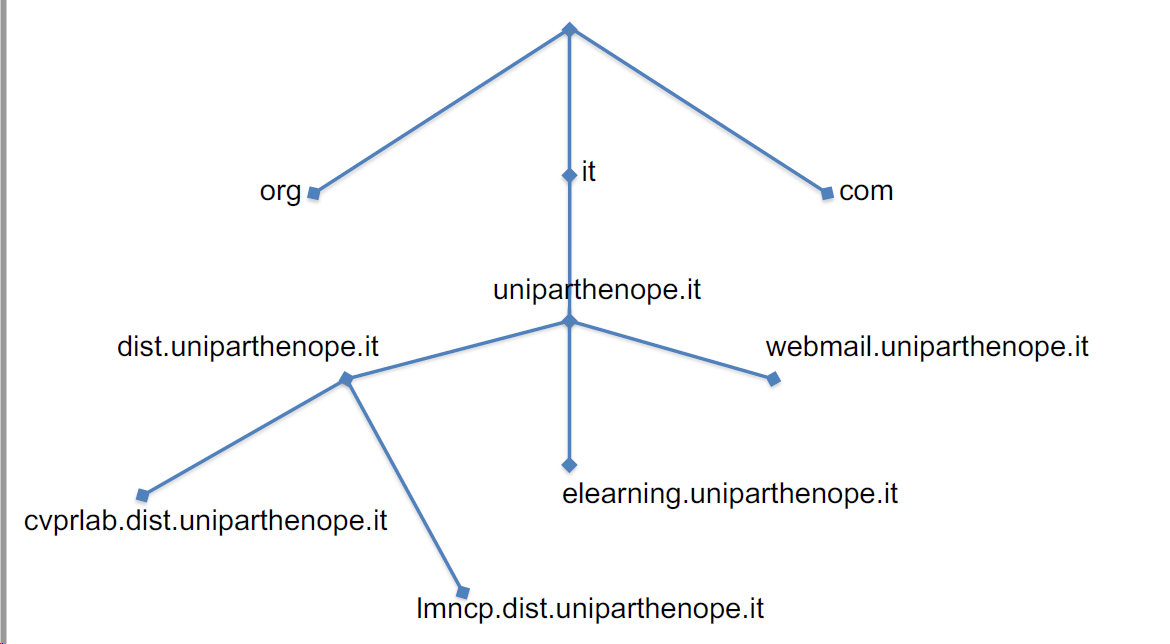 it
org
com
uniparthenope.it
dist.uniparthenope.it
webmail.uniparthenope.it
elearning.uniparthenope.it
cvprlab.dist.uniparthenope.it
lmncp.dist.uniparthenope.it